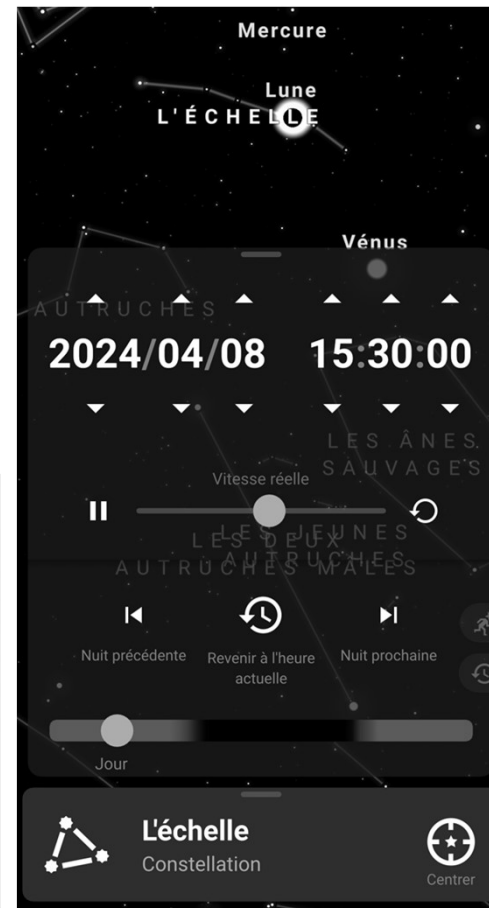 Mercure
Lune
L'ÉCHELLE
Vénus
AUTRUCHES
2024/04/08 15:30:00
LES ÂNES
SAUVAGES
Vitesse réelle
LES JEUNES
AUTRUCHES
LES DEUX
AUTRUCHES MÂLES
Nuit précédente
Revenir à l'heure
actuelle
Nuit prochaine
Jour
L'échelle
Constellation
Centrer